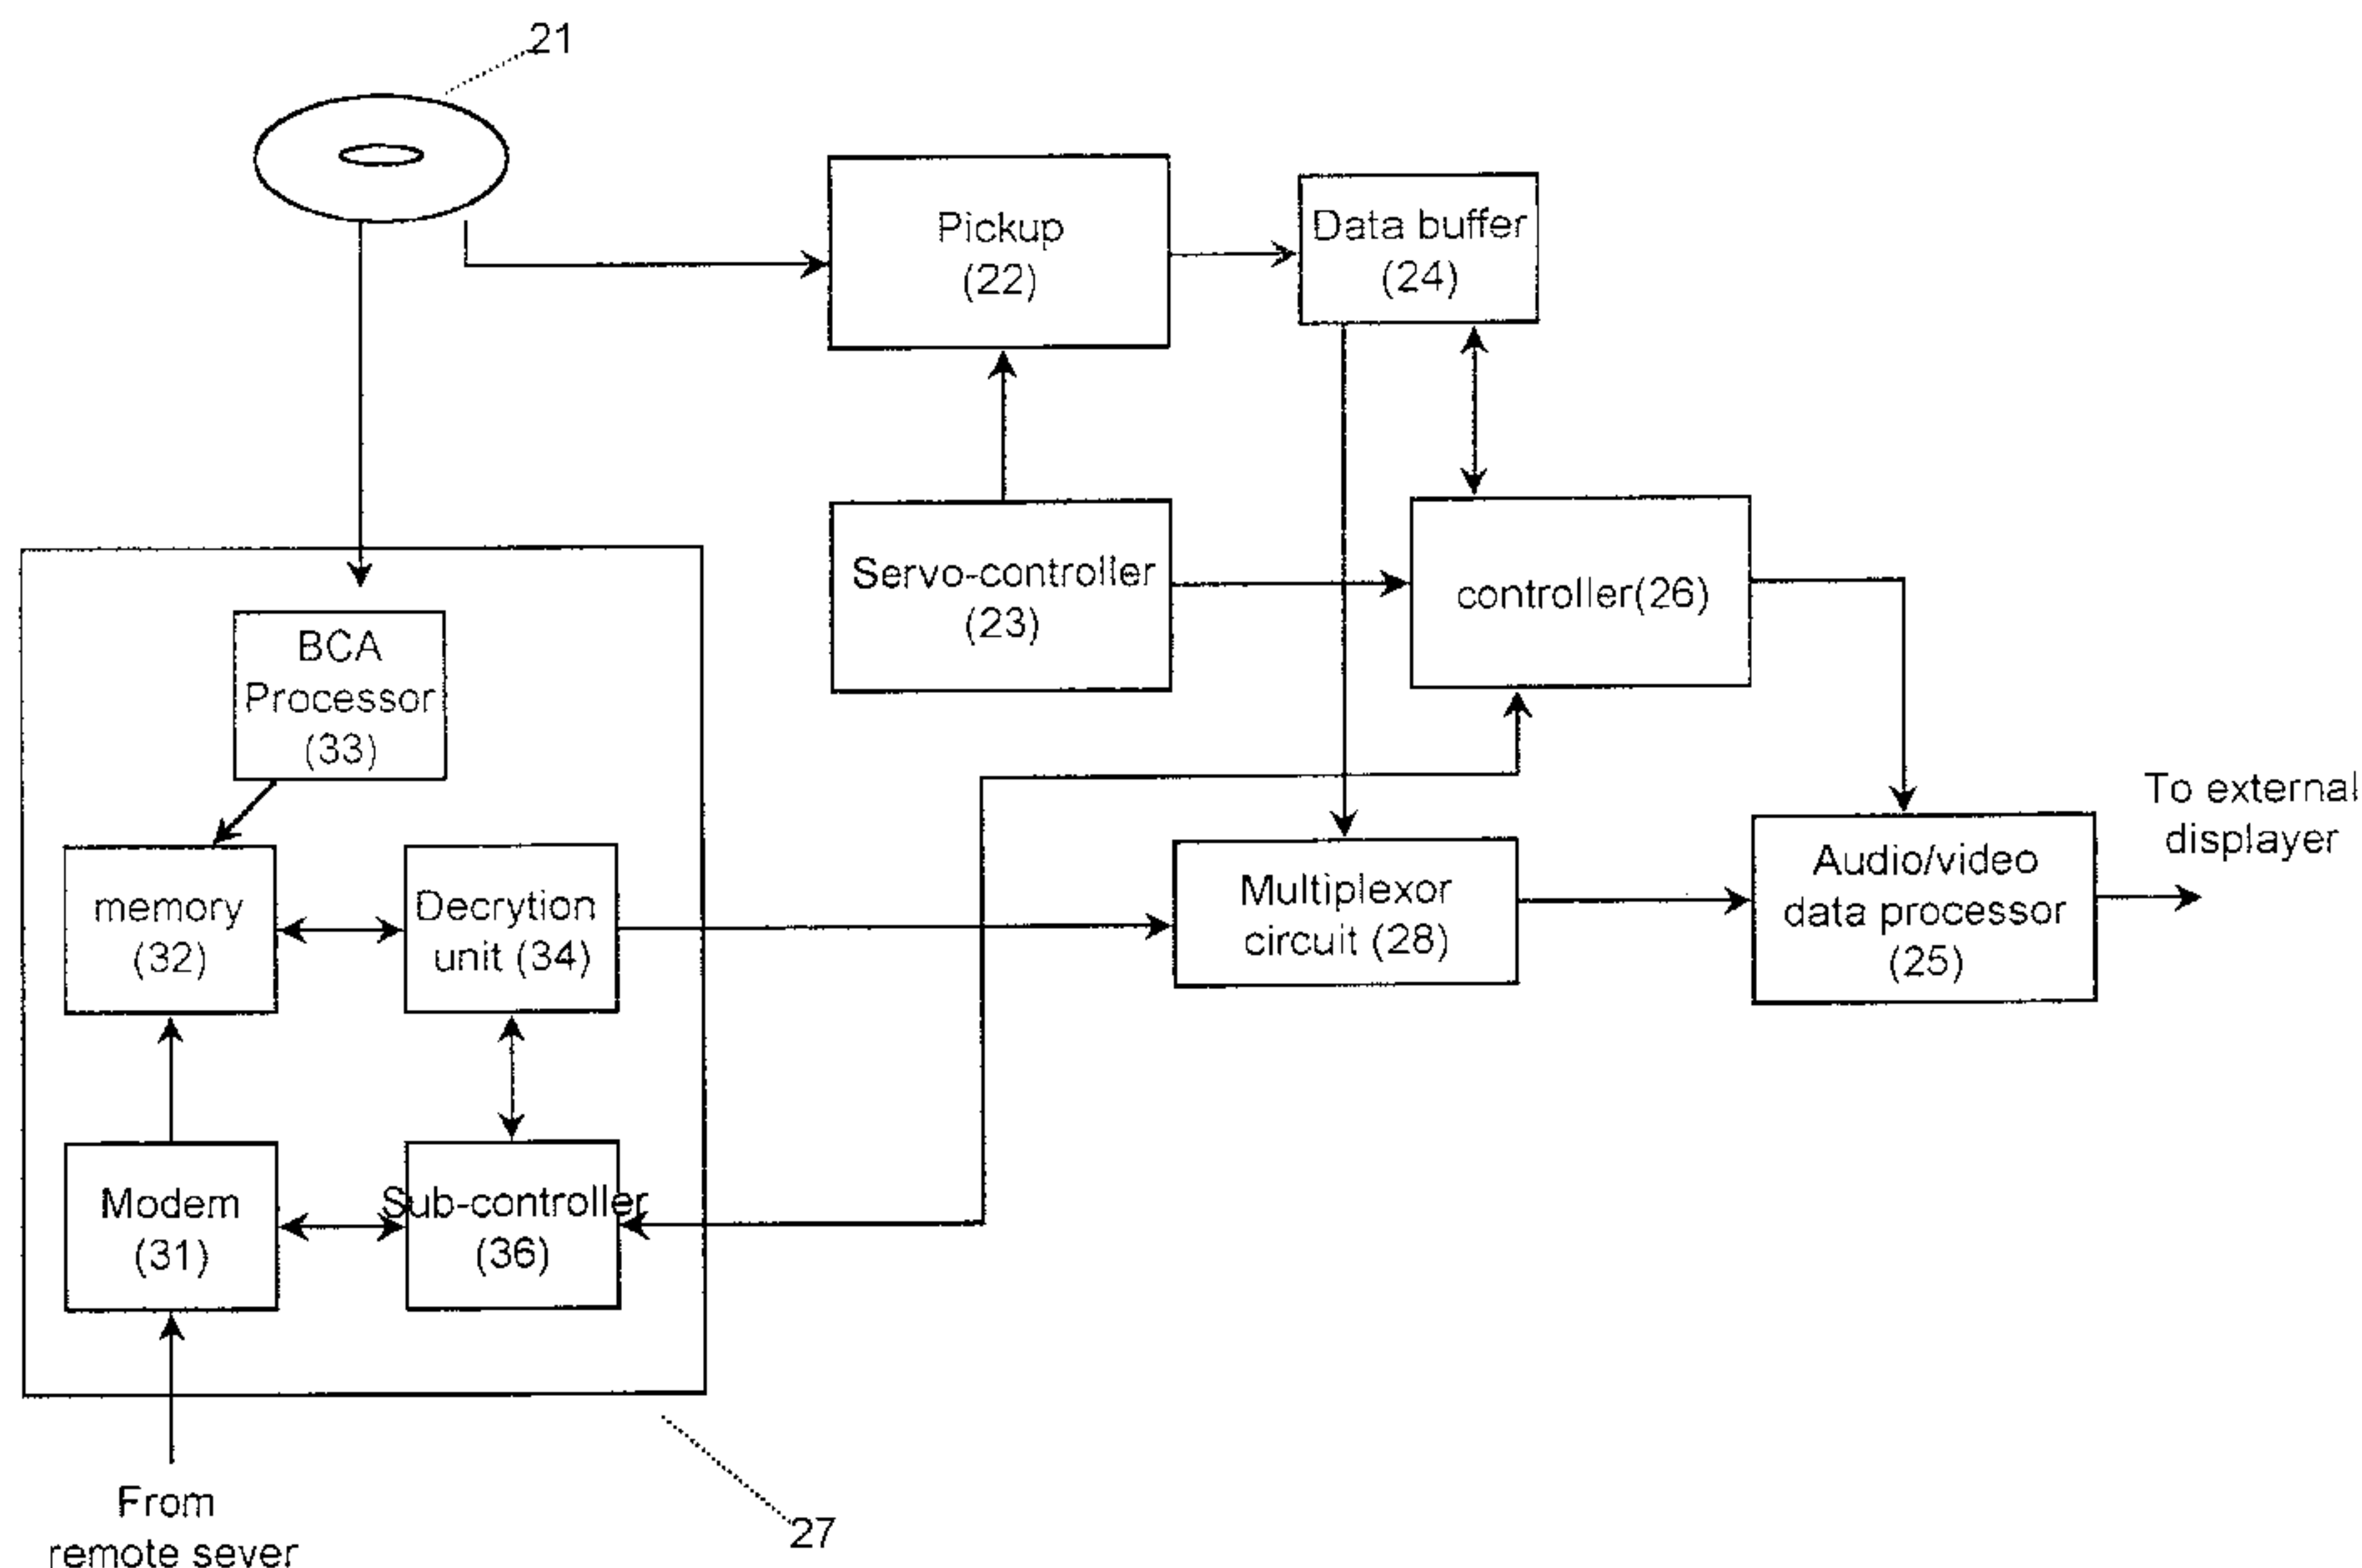 21
Pickup
(22)
Data buffer
(24)
Servo-controller
(23)
controller(26)
BCA
Processor
(33)
memory
(32)
Decrytion
unit (34)
Multiplexor
circuit (28)
Audio/video
data processor
(25)
To external
displayer
Modem
(31)
Sub-controller
(36)
From
remote sever
27